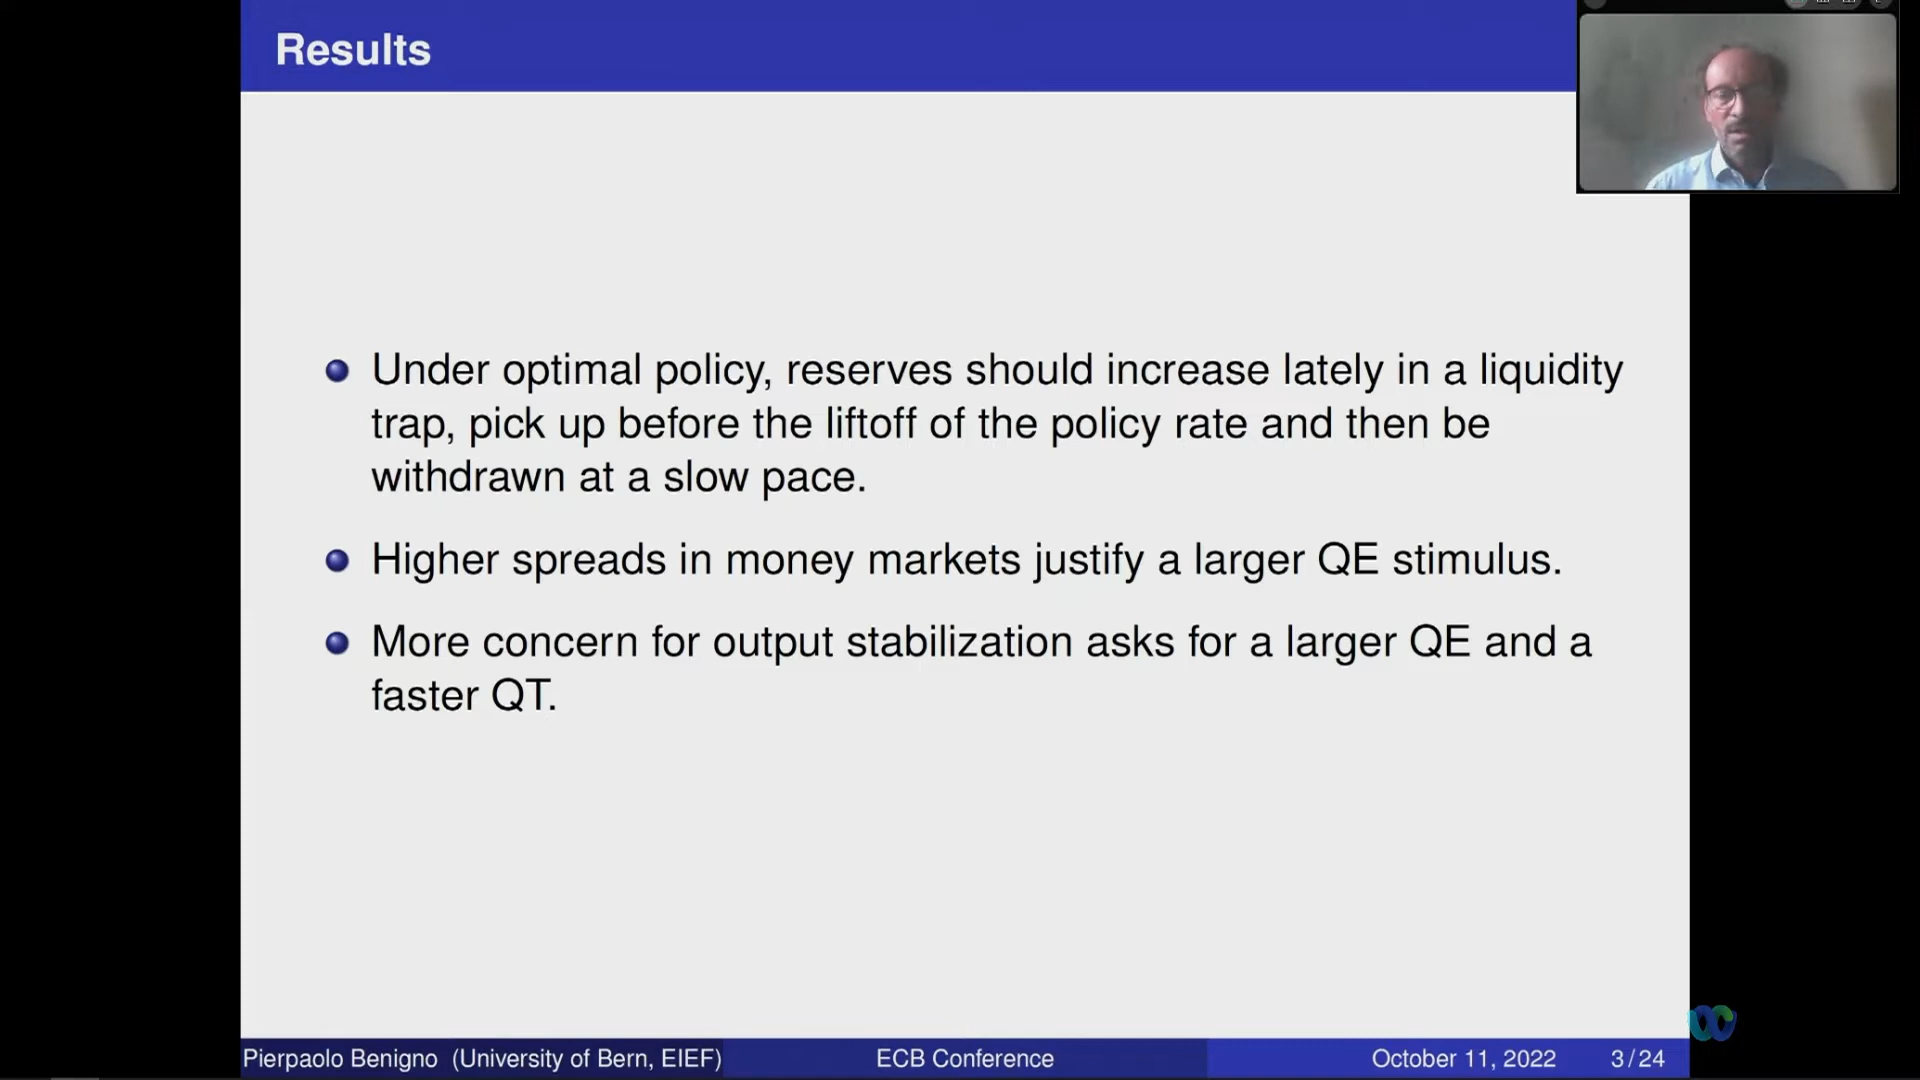 Results
Under optimal policy, reserves should increase lately in a liquidity
trap, pick up before the liftoff of the policy rate and then be
withdrawn at a slow pace.
Higher spreads in money markets justify a larger QE stimulus.
More concern for output stabilization asks for a larger QE and a
faster QT.
Pierpaolo Benigno (University of Bern, EIEF)
ECB Conference
October 11, 2022
3 / 24